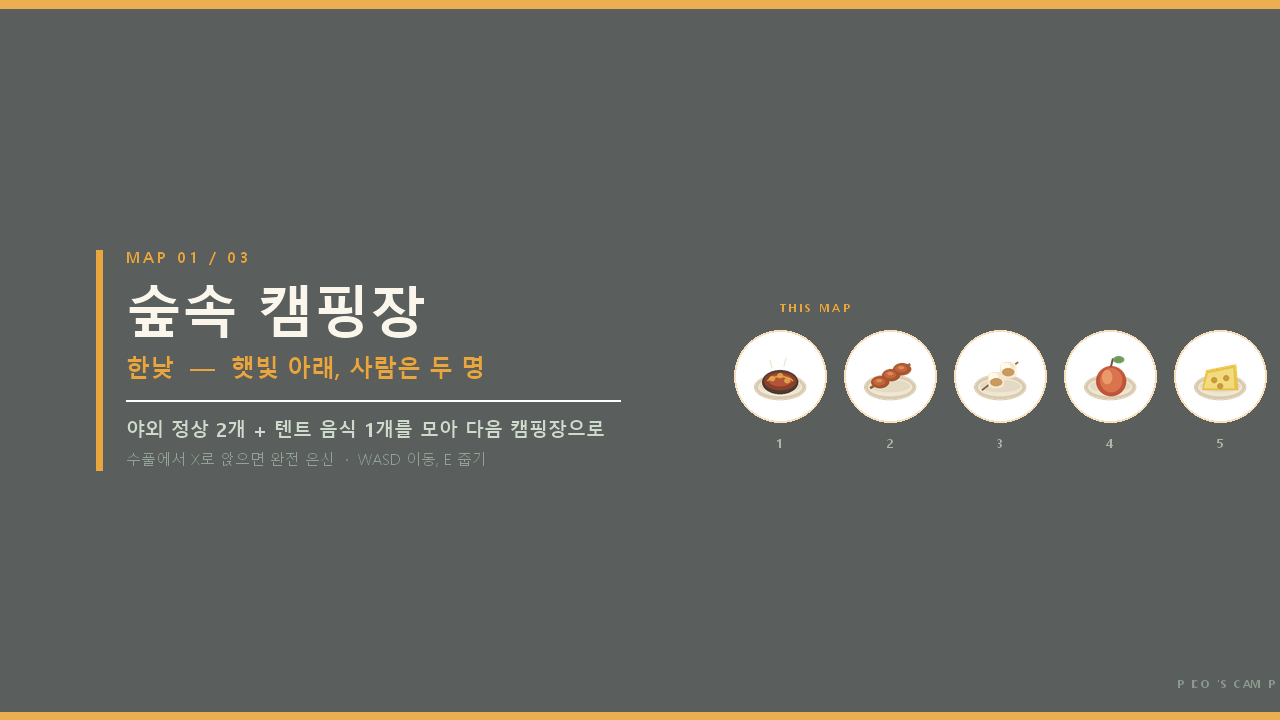 MAP 01 / 03
숲속 캠핑장
한낮 — 햇빛 아래, 사람은 두 명
야외 정상 2개 + 텐트 음식 1개를 모아 다음 캠핑장으로
수풀에서 X로 앉으면 완전 은신 · WASD 이동, E 줍기
THIS MAP
1 2 3 4 5
'S CAMP